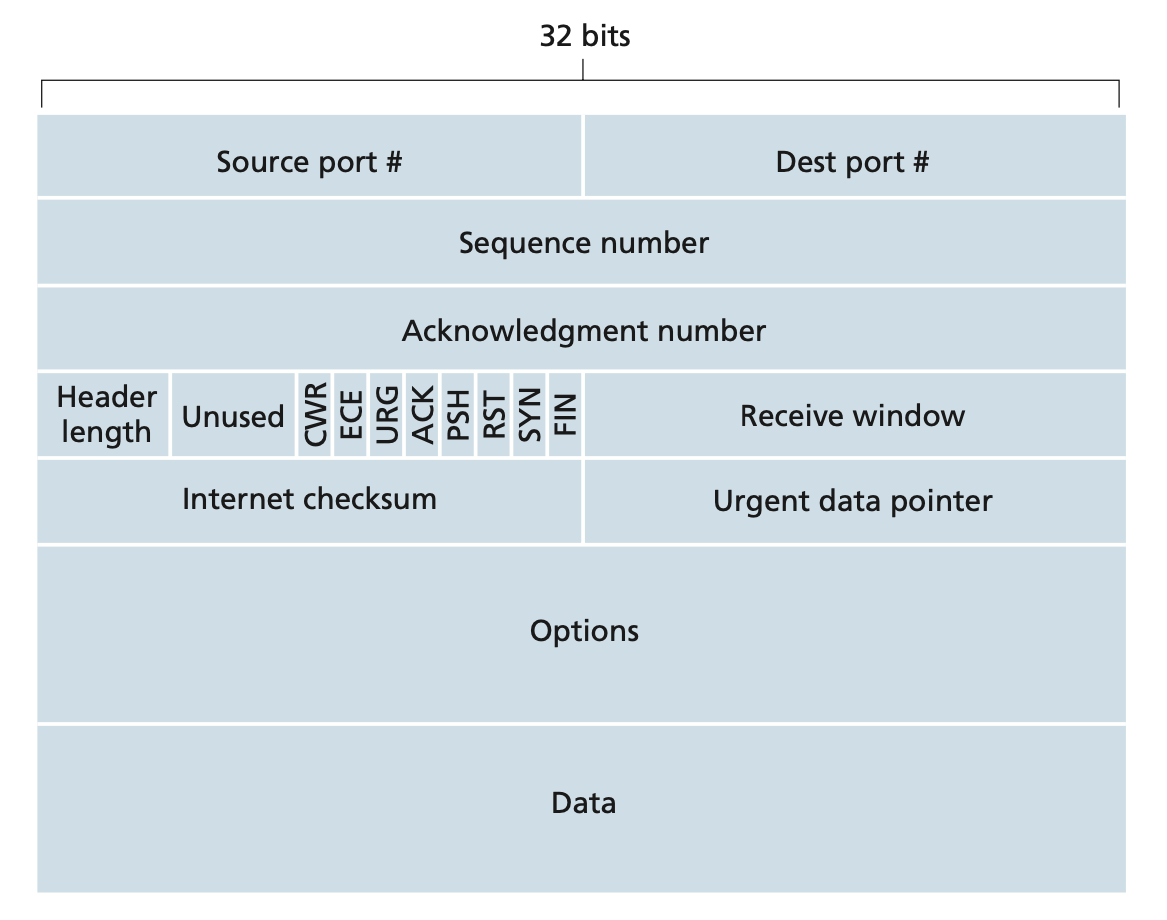 32 bits
Source port #
Dest port #
Sequence number
Acknowledgment number
Header
length
Unused
CWR
ECE
URG
ACK
PSH
RST
SYN
FIN
Receive window
Internet checksum
Urgent data pointer
Options
Data